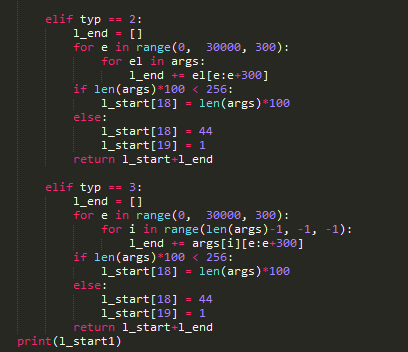 elif typ == 2:
l_end = []
for e in range(0,  30000, 300):
for el in args:
l_end += el[e:e+300]
if len(args)*100 < 256:
l_start[18] = len(args)*100
else:
l_start[18] = 44
l_start[19] = 1
return l_start+l_end
elif typ == 3:
l_end = []
for e in range(0,  30000, 300):
for i in range(len(args)-1, -1, -1):
l_end += args[i][e:e+300]
if len(args)*100 < 256:
l_start[18] = len(args)*100
else:
l_start[18] = 44
l_start[19] = 1
return l_start+l_end
print(l_start1)